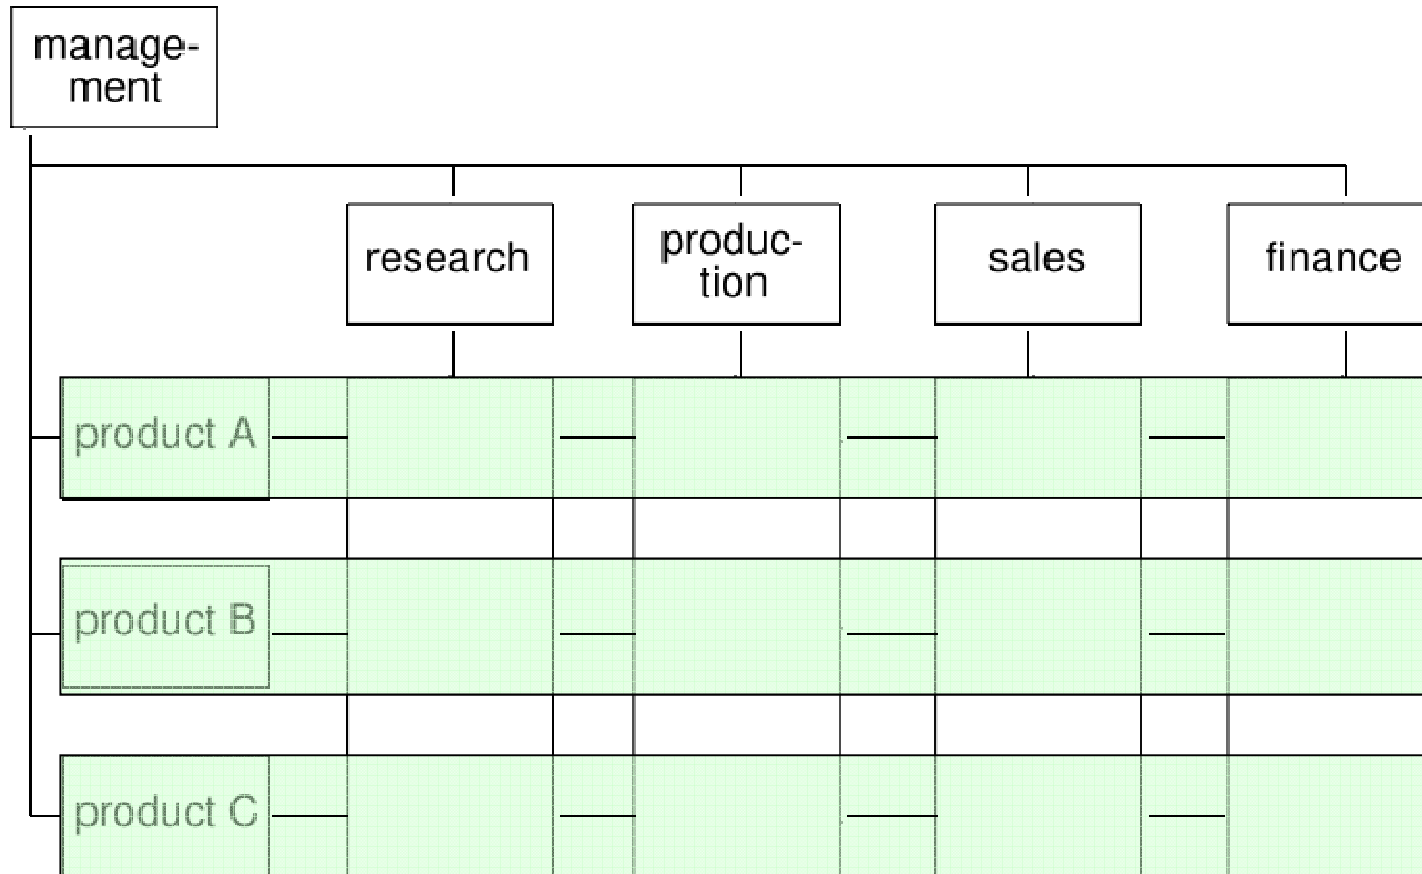 manage-
ment
research
produc-
tion
sales
finance
product A
product B
product C